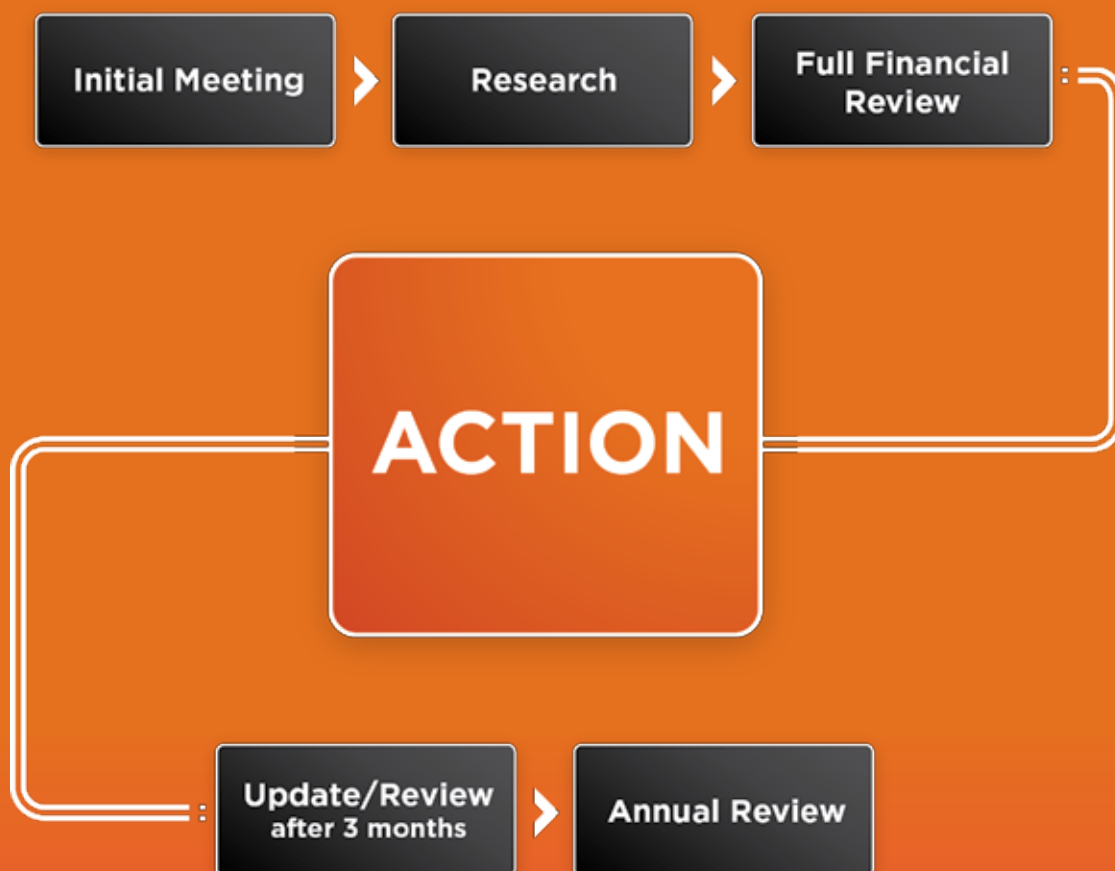 Initial Meeting
Research
Full Financial
Review
ACTION
Update/Review
after 3 months
Annual Review